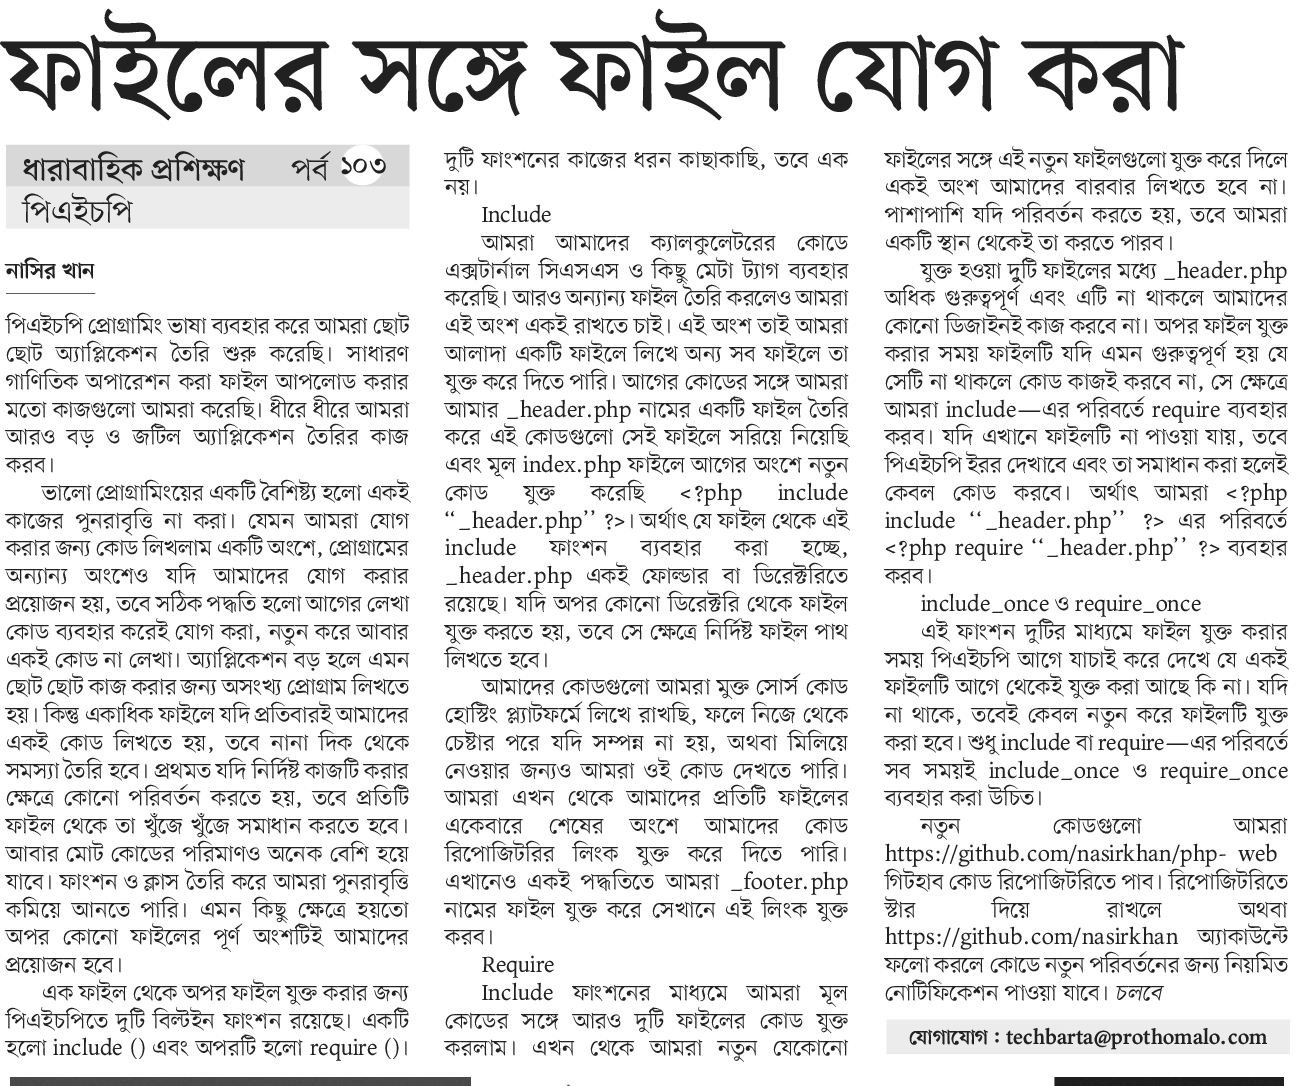 ফাইলের সঙ্গে ফাইল যোগ করা
ধারাবাহিক প্রশিক্ষণ পর্ব ১০৩
পিএইচপি
নাসির খান
পিএইচপি প্রোগ্রামিং ভাষা ব্যবহার করে আমরা ছোট
ছোট অ্যাপ্লিকেশন তৈরি শুরু করেছি। সাধারণ
গাণিতিক অপারেশন করা ফাইল আপলোড করার
মতো কাজগুলো আমরা করেছি। ধীরে ধীরে আমরা
আরও বড় ও জটিল অ্যাপ্লিকেশন তৈরির কাজ
করব।
ভালো প্রোগ্রামিংয়ের একটি বৈশিষ্ট্য হলো একই
কাজের পুনরাবৃত্তি না করা। যেমন আমরা যোগ
করার জন্য কোড লিখলাম একটি অংশে, প্রোগ্রামের
অন্যান্য অংশেও যদি আমাদের যোগ করার
প্রয়োজন হয়, তবে সঠিক পদ্ধতি হলো আগের লেখা
কোড ব্যবহার করেই যোগ করা, নতুন করে আবার
একই কোড না লেখা। অ্যাপ্লিকেশন বড় হলে এমন
ছোট ছোট কাজ করার জন্য অসংখ্য প্রোগ্রাম লিখতে
হয়। কিন্তু একাধিক ফাইলে যদি প্রতিবারই আমাদের
একই কোড লিখতে হয়, তবে নানা দিক থেকে
সমস্যা তৈরি হবে। প্রথমত যদি নির্দিষ্ট কাজটি করার
ক্ষেত্রে কোনো পরিবর্তন করতে হয়, তবে প্রতিটি
ফাইল থেকে তা খুঁজে খুঁজে সমাধান করতে হবে।
আবার মোট কোডের পরিমাণও অনেক বেশি হয়ে
যাবে। ফাংশন ও ক্লাস তৈরি করে আমরা পুনরাবৃত্তি
কমিয়ে আনতে পারি। এমন কিছু ক্ষেত্রে হয়তো
অপর কোনো ফাইলের পূর্ণ অংশটিই আমাদের
প্রয়োজন হবে।
এক ফাইল থেকে অপর ফাইল যুক্ত করার জন্য
পিএইচপিতে দুটি বিল্টইন ফাংশন রয়েছে। একটি
হলো include () এবং অপরটি হলো require ()।
দুটি ফাংশনের কাজের ধরন কাছাকাছি, তবে এক
নয়।
Include
আমরা আমাদের ক্যালকুলেটরের কোডে
এক্সটার্নাল সিএসএস ও কিছু মেটা ট্যাগ ব্যবহার
করেছি। আরও অন্যান্য ফাইল তৈরি করলেও আমরা
এই অংশ একই রাখতে চাই। এই অংশ তাই আমরা
আলাদা একটি ফাইলে লিখে অন্য সব ফাইলে তা
যুক্ত করে দিতে পারি। আগের কোডের সঙ্গে আমরা
আমার _header.php নামের একটি ফাইল তৈরি
করে এই কোডগুলো সেই ফাইলে সরিয়ে নিয়েছি
এবং মূল index.php ফাইলে আগের অংশে নতুন
কোড যুক্ত করেছি <?php include
‘‘_header.php’’ ?>। অর্থাৎ যে ফাইল থেকে এই
include ফাংশন ব্যবহার করা হচ্ছে,
_header.php একই ফোল্ডার বা ডিরেক্টরিতে
রয়েছে। যদি অপর কোনো ডিরেক্টরি থেকে ফাইল
যুক্ত করতে হয়, তবে সে ক্ষেত্রে নির্দিষ্ট ফাইল পাথ
লিখতে হবে।
আমাদের কোডগুলো আমরা মুক্ত সোর্স কোড
হোস্টিং প্ল্যাটফর্মে লিখে রাখছি, ফলে নিজে থেকে
চেষ্টার পরে যদি সম্পন্ন না হয়, অথবা মিলিয়ে
নেওয়ার জন্যও আমরা ওই কোড দেখতে পারি।
আমরা এখন থেকে আমাদের প্রতিটি ফাইলের
একেবারে শেষের অংশে আমাদের কোড
রিপোজিটরির লিংক যুক্ত করে দিতে পারি।
এখানেও একই পদ্ধতিতে আমরা _footer.php
নামের ফাইল যুক্ত করে সেখানে এই লিংক যুক্ত
করব।
Require
Include ফাংশনের মাধ্যমে আমরা মূল
কোডের সঙ্গে আরও দুটি ফাইলের কোড যুক্ত
করলাম। এখন থেকে আমরা নতুন যেকোনো
ফাইলের সঙ্গে এই নতুন ফাইলগুলো যুক্ত করে দিলে
একই অংশ আমাদের বারবার লিখতে হবে না।
পাশাপাশি যদি পরিবর্তন করতে হয়, তবে আমরা
একটি স্থান থেকেই তা করতে পারব।
যুক্ত হওয়া দুটি ফাইলের মধ্যে _header.php
অধিক গুরুত্বপূর্ণ এবং এটি না থাকলে আমাদের
কোনো ডিজাইনই কাজ করবে না। অপর ফাইল যুক্ত
করার সময় ফাইলটি যদি এমন গুরুত্বপূর্ণ হয় যে
সেটি না থাকলে কোড কাজই করবে না, সে ক্ষেত্রে
আমরা include—এর পরিবর্তে require ব্যবহার
করব। যদি এখানে ফাইলটি না পাওয়া যায়, তবে
পিএইচপি ইরর দেখাবে এবং তা সমাধান করা হলেই
কেবল কোড করবে। অর্থাৎ আমরা <?php
include ‘‘_header.php’’ ?> এর পরিবর্তে
<?php require ‘‘_header.php’’ ?> ব্যবহার
করব।
include_once ও require_once
এই ফাংশন দুটির মাধ্যমে ফাইল যুক্ত করার
সময় পিএইচপি আগে যাচাই করে দেখে যে একই
ফাইলটি আগে থেকেই যুক্ত করা আছে কি না। যদি
না থাকে, তবেই কেবল নতুন করে ফাইলটি যুক্ত
করা হবে। শুধু include বা require—এর পরিবর্তে
সব সময়ই include_once ও require_once
ব্যবহার করা উচিত।
নতুন কোডগুলো আমরা
https://github.com/nasirkhan/php- web
গিটহাব কোড রিপোজিটরিতে পাব। রিপোজিটরিতে
স্টার দিয়ে রাখলে অথবা
https://github.com/nasirkhan অ্যাকাউন্টে
ফলো করলে কোডে নতুন পরিবর্তনের জন্য নিয়মিত
নোটিফিকেশন পাওয়া যাবে। চলবে
যোগাযোগ : techbarta@prothomalo.com